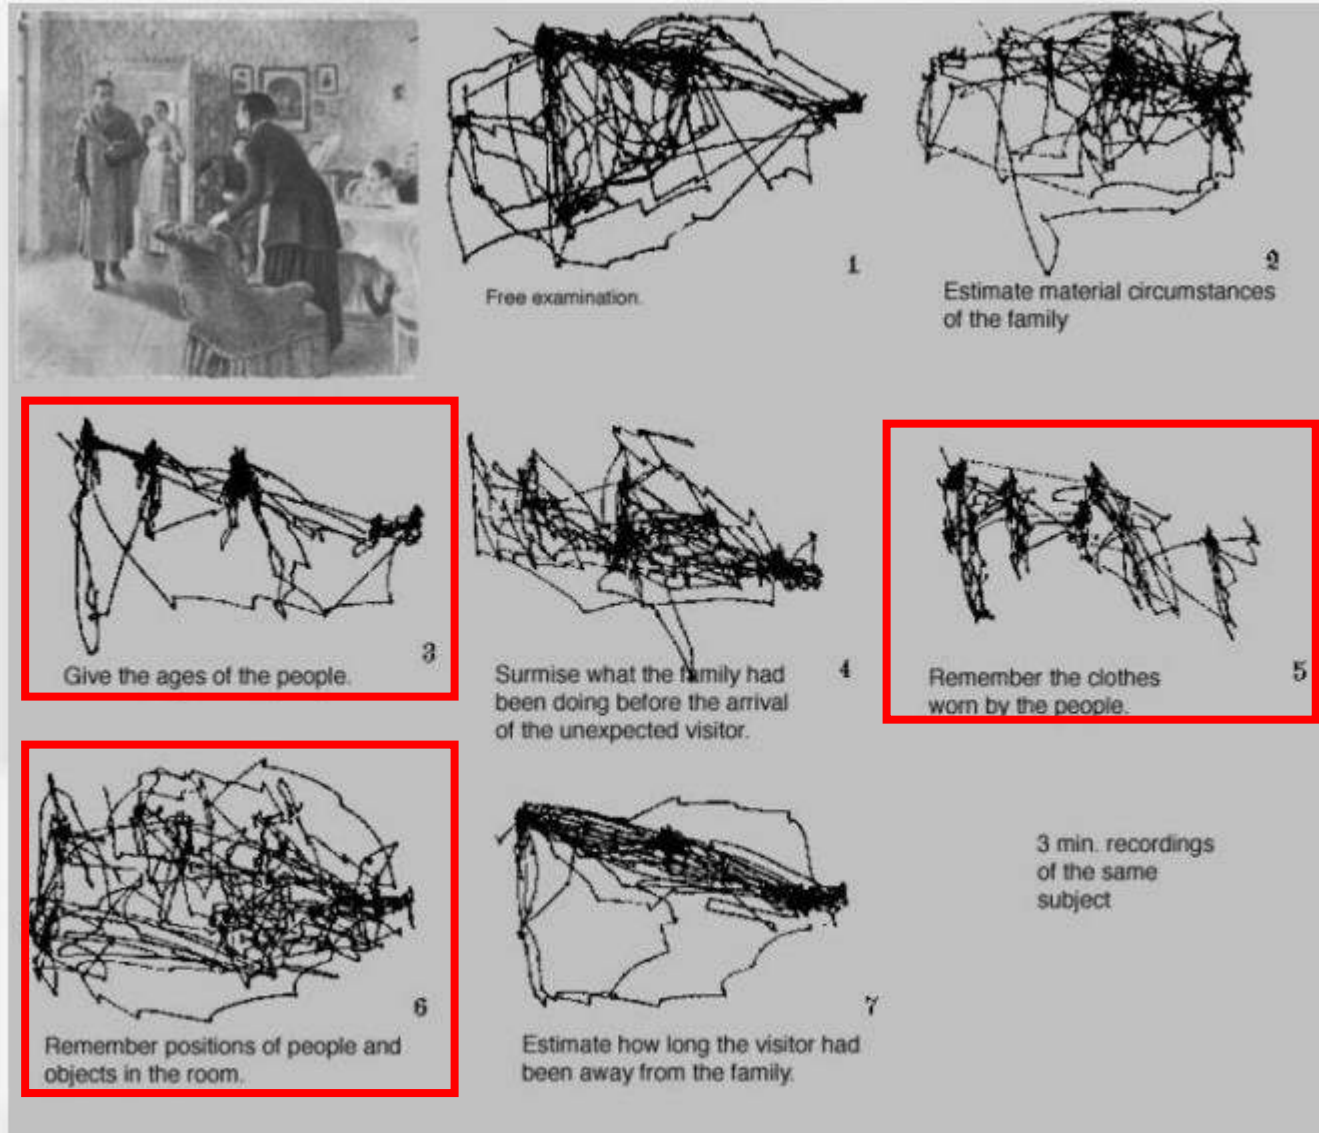 1
Free examination.
2
Estimate material circumstances
of the family
3
Give the ages of the people.
4
Surmise what the family had
been doing before the arrival
of the unexpected visitor.
5
Remember the clothes
worn by the people.
6
Remember positions of people and
objects in the room.
7
Estimate how long the visitor had
been away from the family.
3 min. recordings
of the same
subject